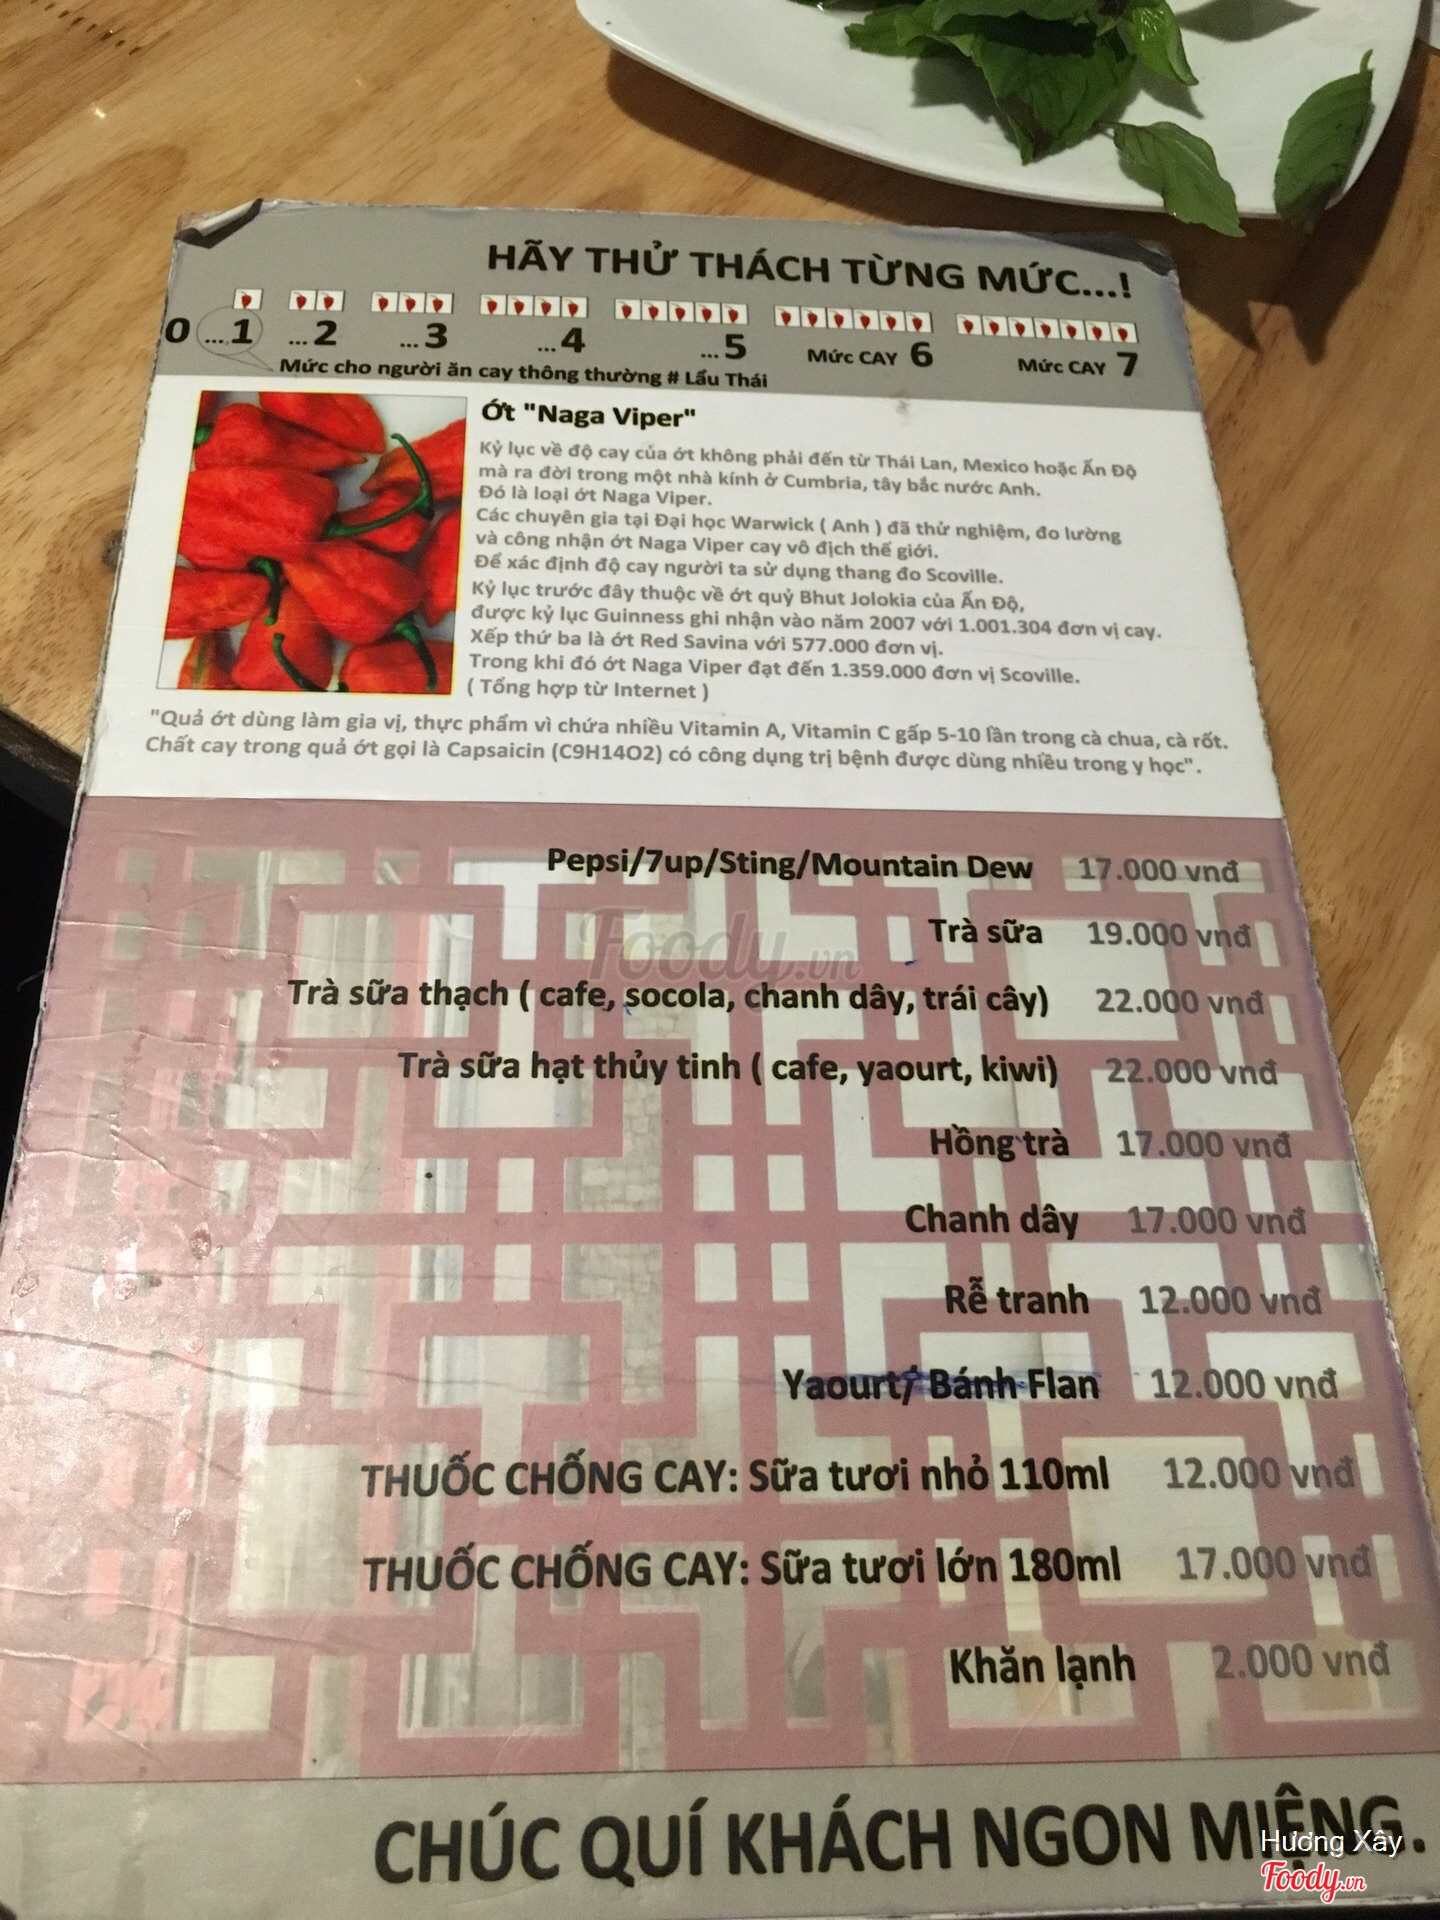 HÃY THỬ THÁCH TỪNG MỨC...!
0 ...1 ...2 ...3 ...4 ...5 Mức CAY 6 Mức CAY 7
Mức cho người ăn cay thông thường # Lẩu Thái
Ớt "Naga Viper"
Kỷ lục về độ cay của ớt không phải đến từ Thái Lan, Mexico hoặc Ấn Độ
mà ra đời trong một nhà kính ở Cumbria, tây bắc nước Anh.
Đó là loại ớt Naga Viper.
Các chuyên gia tại Đại học Warwick ( Anh ) đã thử nghiệm, đo lường
và công nhận ớt Naga Viper cay vô địch thế giới.
Để xác định độ cay người ta sử dụng thang đo Scoville.
Kỷ lục trước đây thuộc về ớt quỷ Bhut Jolokia của Ấn Độ,
được kỷ lục Guinness ghi nhận vào năm 2007 với 1.001.304 đơn vị cay.
Xếp thứ ba là ớt Red Savina với 577.000 đơn vị.
Trong khi đó ớt Naga Viper đạt đến 1.359.000 đơn vị Scoville.
( Tổng hợp từ Internet )
"Quả ớt dùng làm gia vị, thực phẩm vì chứa nhiều Vitamin A, Vitamin C gấp 5-10 lần trong cà chua, cà rốt.
Chất cay trong quả ớt gọi là Capsaicin (C9H14O2) có công dụng trị bệnh được dùng nhiều trong y học".
Pepsi/7up/Sting/Mountain Dew 17.000 vnđ
Trà sữa 19.000 vnđ
Foody.vn
Trà sữa thạch ( cafe, socola, chanh dây, trái cây) 22.000 vnđ
Trà sữa hạt thủy tinh ( cafe, yaourt, kiwi) 22.000 vnđ
Hồng trà 17.000 vnđ
Chanh dây 17.000 vnđ
Rễ tranh 12.000 vnđ
Yaourt/ Bánh Flan 12.000 vnđ
THUỐC CHỐNG CAY: Sữa tươi nhỏ 110ml 12.000 vnđ
THUỐC CHỐNG CAY: Sữa tươi lớn 180ml 17.000 vnđ
Khăn lạnh 2.000 vnđ
CHÚC QUÍ KHÁCH NGON MIỆNG.
Hương Xây
Foody.vn